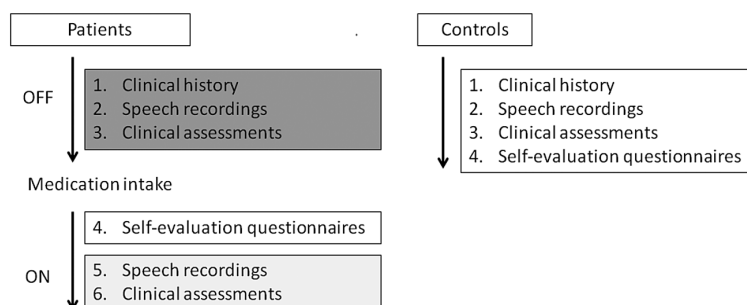 Patients
OFF
1. Clinical history
2. Speech recordings
3. Clinical assessments
Medication intake
4. Self-evaluation questionnaires
ON
5. Speech recordings
6. Clinical assessments
Controls
1. Clinical history
2. Speech recordings
3. Clinical assessments
4. Self-evaluation questionnaires